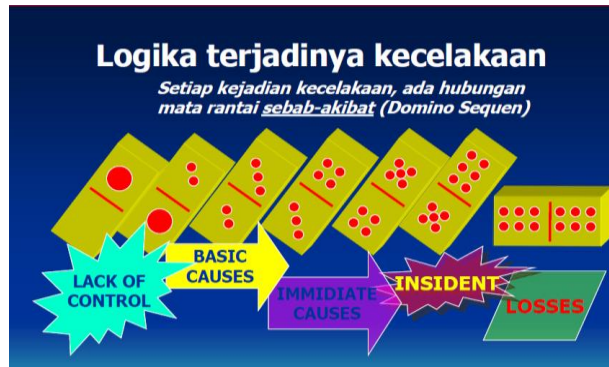 Logika terjadinya kecelakaan
Setiap kejadian kecelakaan, ada hubungan
mata rantai sebab-akibat (Domino Sequen)
LACK OF
CONTROL
BASIC
CAUSES
IMMIDIATE
CAUSES
INSIDENT
LOSSES